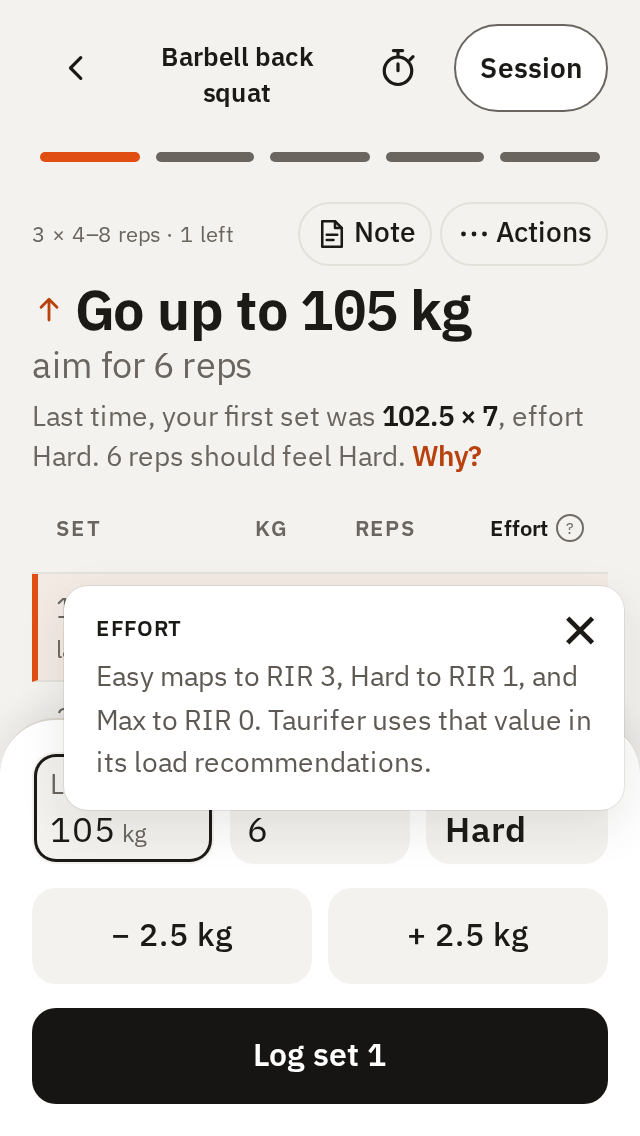 Barbell back
squat
Session
3 × 4–8 reps · 1 left
Note
Actions
↑ Go up to 105 kg
aim for 6 reps
Last time, your first set was 102.5 × 7, effort
Hard. 6 reps should feel Hard. Why?
SET KG REPS Effort ?
EFFORT
Easy maps to RIR 3, Hard to RIR 1, and
Max to RIR 0. Taurifer uses that value in
its load recommendations.
105 kg
6
Hard
− 2.5 kg
+ 2.5 kg
Log set 1